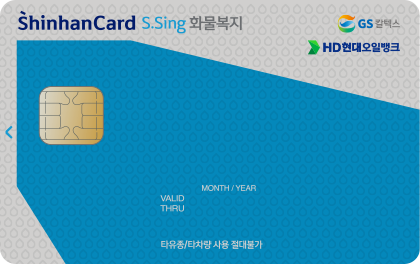 ShinhanCard S.Sing 화물복지
GS 칼텍스
HD현대오일뱅크
MONTH / YEAR
VALID
THRU
타유종/타차량 사용 절대불가